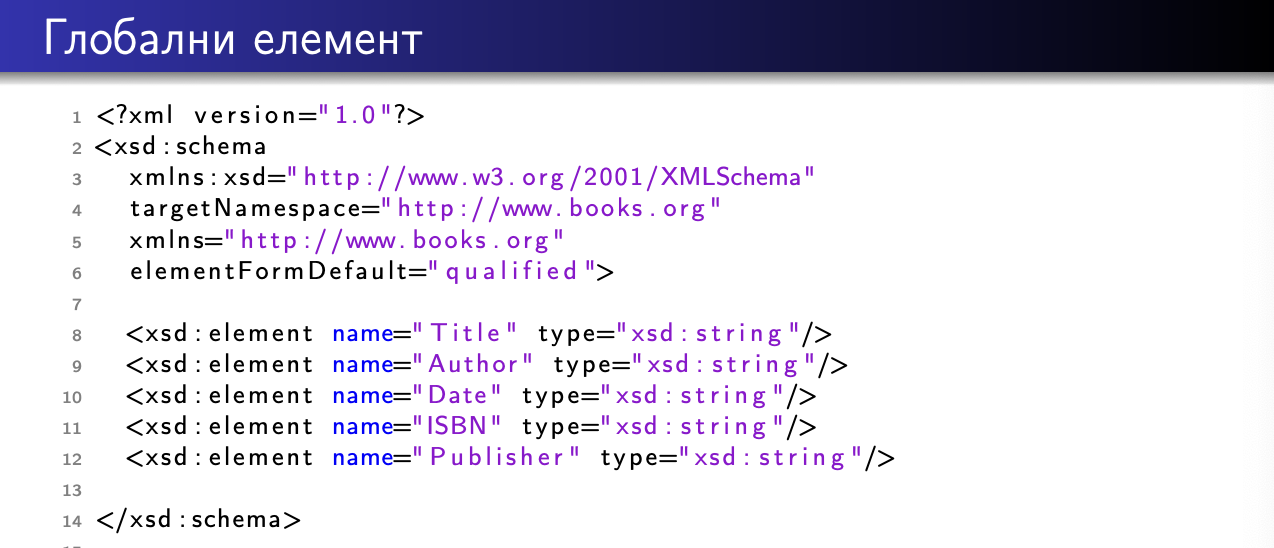 Глобални елемент
1 <?xml version="1.0"?>
2 <xsd:schema
3 xmlns:xsd="http://www.w3.org/2001/XMLSchema"
4 targetNamespace="http://www.books.org"
5 xmlns="http://www.books.org"
6 elementFormDefault="qualified">
7
8 <xsd:element name="Title" type="xsd:string"/>
9 <xsd:element name="Author" type="xsd:string"/>
10 <xsd:element name="Date" type="xsd:string"/>
11 <xsd:element name="ISBN" type="xsd:string"/>
12 <xsd:element name="Publisher" type="xsd:string"/>
13
14 </xsd:schema>